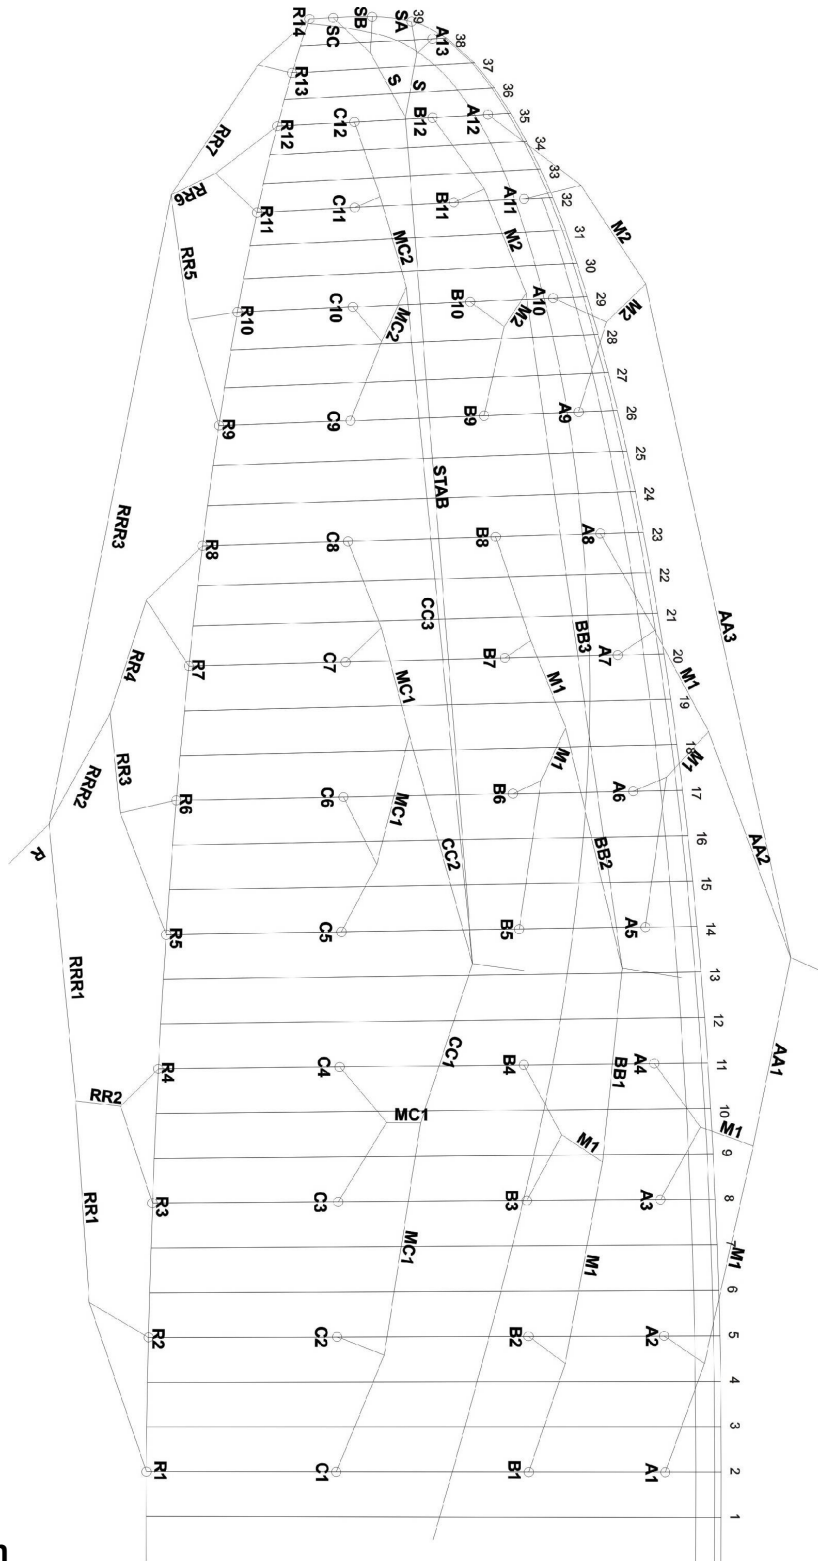 R14
SC
SB
SA
39
A13
38
37
36
35
34
33
32
31
30
29
28
27
26
25
24
23
22
21
20
19
18
17
16
15
14
13
12
11
10
9
8
7
6
5
4
3
2
1
R13
R12
R11
R10
R9
R8
R7
R6
R5
R4
R3
R2
R1
S
S
C12
C11
C10
C9
C8
C7
C6
C5
C4
C3
C2
C1
B12
B11
B10
B9
B8
B7
B6
B5
B4
B3
B2
B1
A12
A11
A10
A9
A8
A7
A6
A5
A4
A3
A2
A1
RR7
RR6
RR5
RRR3
RR4
RR3
RRR2
R
RRR1
RR2
RR1
MC2
MC2
STAB
CC3
MC1
MC1
CC2
CC1
MC1
MC1
M2
M2
BB3
M1
M1
BB2
BB1
M1
M1
M2
M2
AA3
M1
M1
AA2
AA1
M1
M1